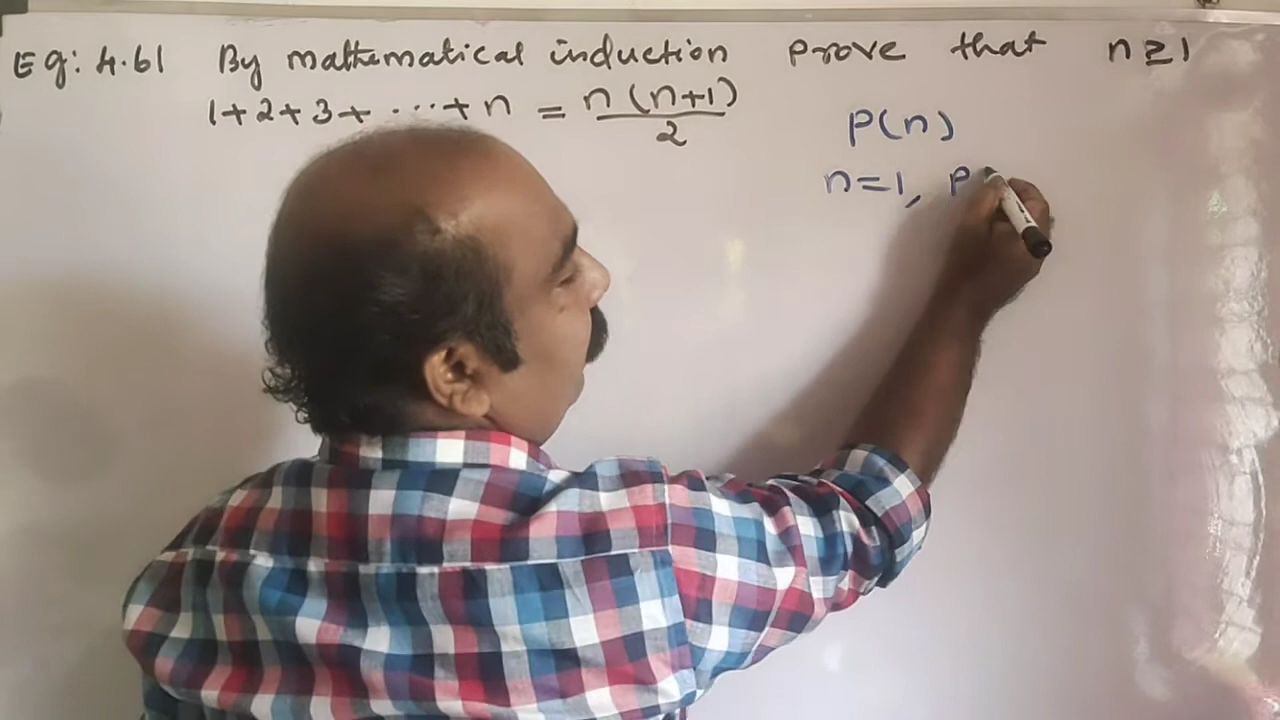 Eg: 4.61 By mathematical induction prove that n ≥ 1
1+2+3+ ....+ n = n(n+1)/2
P(n)
n=1, P